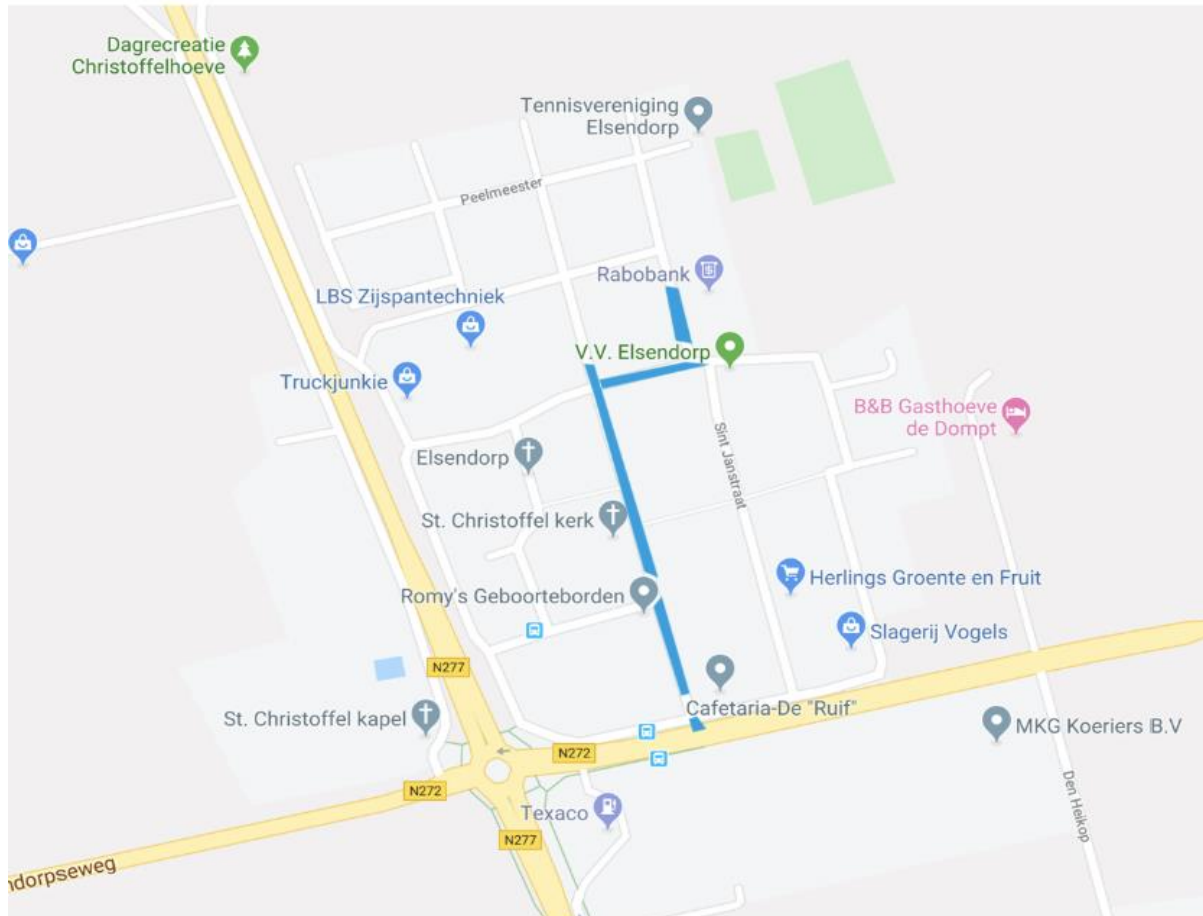 Dagrecreatie
Christoffelhoeve
Tennisvereniging
Elsendorp
Peelmeester
Rabobank
LBS Zijspantechniek
V.V. Elsendorp
Truckjunkie
B&B Gasthoeve
de Dompt
Sint Janstraat
Elsendorp
St. Christoffel kerk
Herlings Groente en Fruit
Romy's Geboorteborden
Slagerij Vogels
N277
Cafetaria-De "Ruif"
St. Christoffel kapel
MKG Koeriers B.V
N272
N272
Den Heikop
Texaco
N277
ndorpseweg